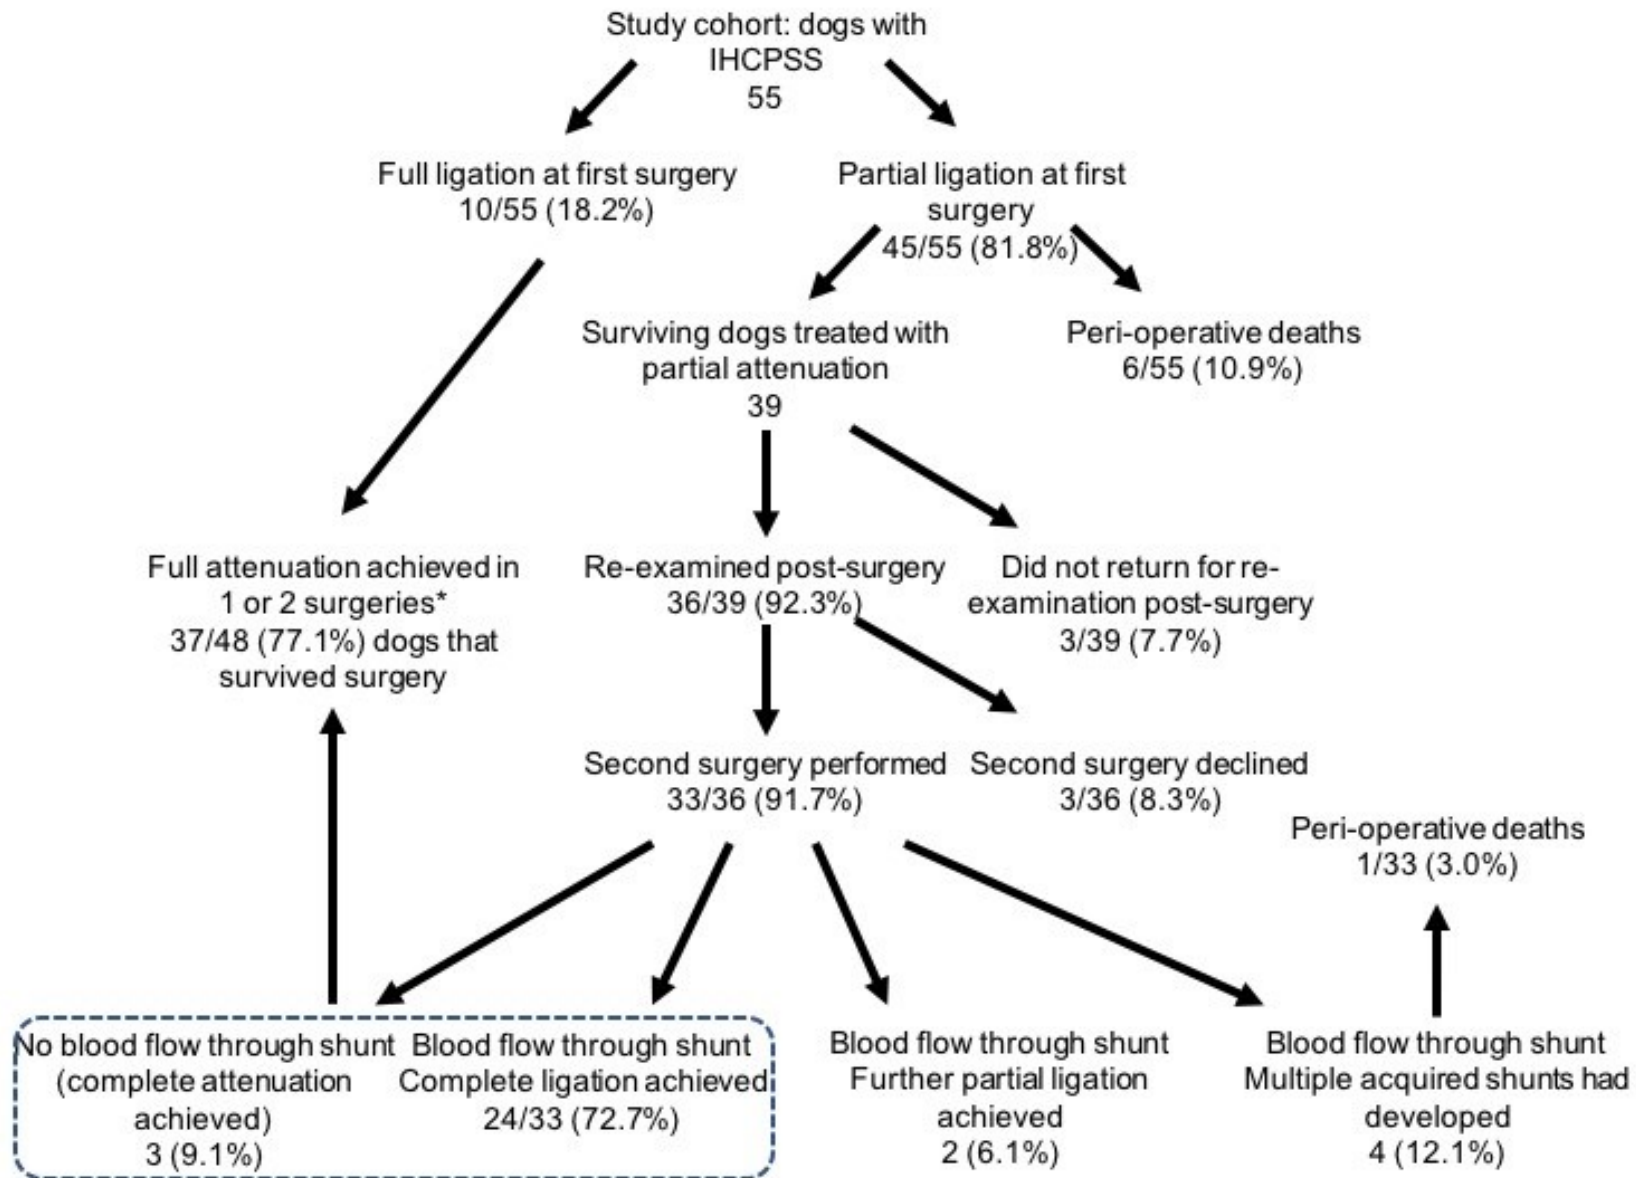 Study cohort: dogs with
IHCPSS
55
Full ligation at first surgery
10/55 (18.2%)
Partial ligation at first
surgery
45/55 (81.8%)
Surviving dogs treated with
partial attenuation
39
Peri-operative deaths
6/55 (10.9%)
Full attenuation achieved in
1 or 2 surgeries*
37/48 (77.1%) dogs that
survived surgery
Re-examined post-surgery
36/39 (92.3%)
Did not return for re-
examination post-surgery
3/39 (7.7%)
Second surgery performed
33/36 (91.7%)
Second surgery declined
3/36 (8.3%)
Peri-operative deaths
1/33 (3.0%)
No blood flow through shunt
(complete attenuation
achieved)
3 (9.1%)
Blood flow through shunt
Complete ligation achieved
24/33 (72.7%)
Blood flow through shunt
Further partial ligation
achieved
2 (6.1%)
Blood flow through shunt
Multiple acquired shunts had
developed
4 (12.1%)